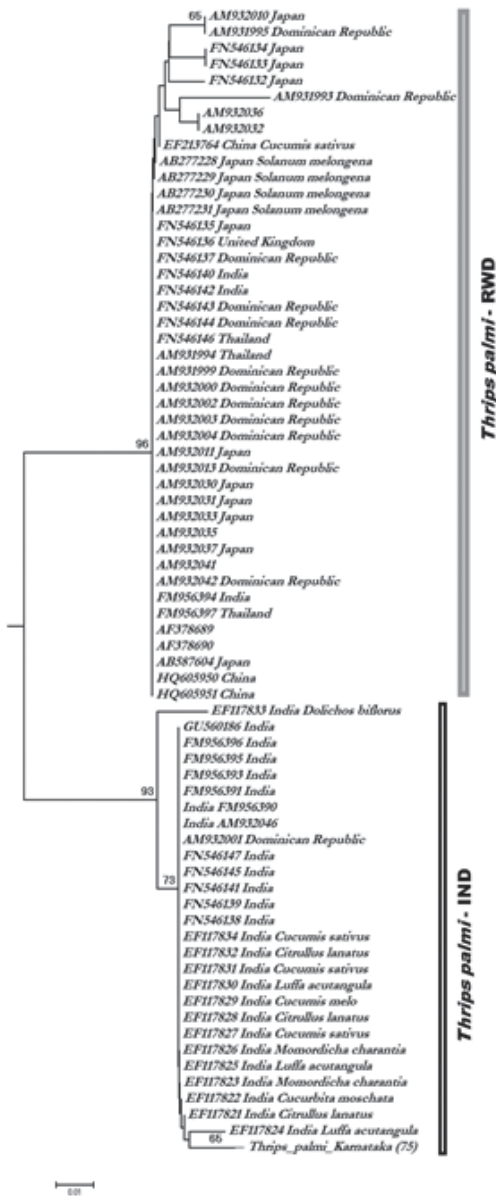 65 AM932010 Japan
AM931995 Dominican Republic
FN546134 Japan
FN546133 Japan
FN546132 Japan
AM931993 Dominican Republic
AM932036
AM932032
EF213764 China Cucumis sativus
AB277228 Japan Solanum melongena
AB277229 Japan Solanum melongena
AB277230 Japan Solanum melongena
AB277231 Japan Solanum melongena
FN546135 Japan
FN546136 United Kingdom
FN546137 Dominican Republic
FN546140 India
FN546142 India
FN546143 Dominican Republic
FN546144 Dominican Republic
FN546146 Thailand
AM931994 Thailand
AM931999 Dominican Republic
AM932000 Dominican Republic
AM932002 Dominican Republic
AM932003 Dominican Republic
AM932004 Dominican Republic
96 AM932011 Japan
AM932013 Dominican Republic
AM932030 Japan
AM932031 Japan
AM932033 Japan
AM932035
AM932037 Japan
AM932041
AM932042 Dominican Republic
FM956394 India
FM956397 Thailand
AF378689
AF378690
AB587604 Japan
HQ605950 China
HQ605951 China
Thrips palmi - RWD
EF117833 India Dolichos biflorus
GU560186 India
FM956396 India
FM956395 India
FM956393 India
93 FM956391 India
India FM956390
India AM932046
AM932001 Dominican Republic
FN546147 India
FN546145 India
73 FN546141 India
FN546139 India
FN546138 India
EF117834 India Cucumis sativus
EF117832 India Citrullus lanatus
EF117831 India Cucumis sativus
EF117830 India Luffa acutangula
EF117829 India Cucumis melo
EF117828 India Citrullus lanatus
EF117827 India Cucumis sativus
EF117826 India Momordicha charantia
EF117825 India Luffa acutangula
EF117823 India Momordicha charantia
EF117822 India Cucurbita moschata
EF117821 India Citrullus lanatus
EF117824 India Luffa acutangula
65 Thrips_palmi_Karnataka (75)
Thrips palmi - IND
0.01